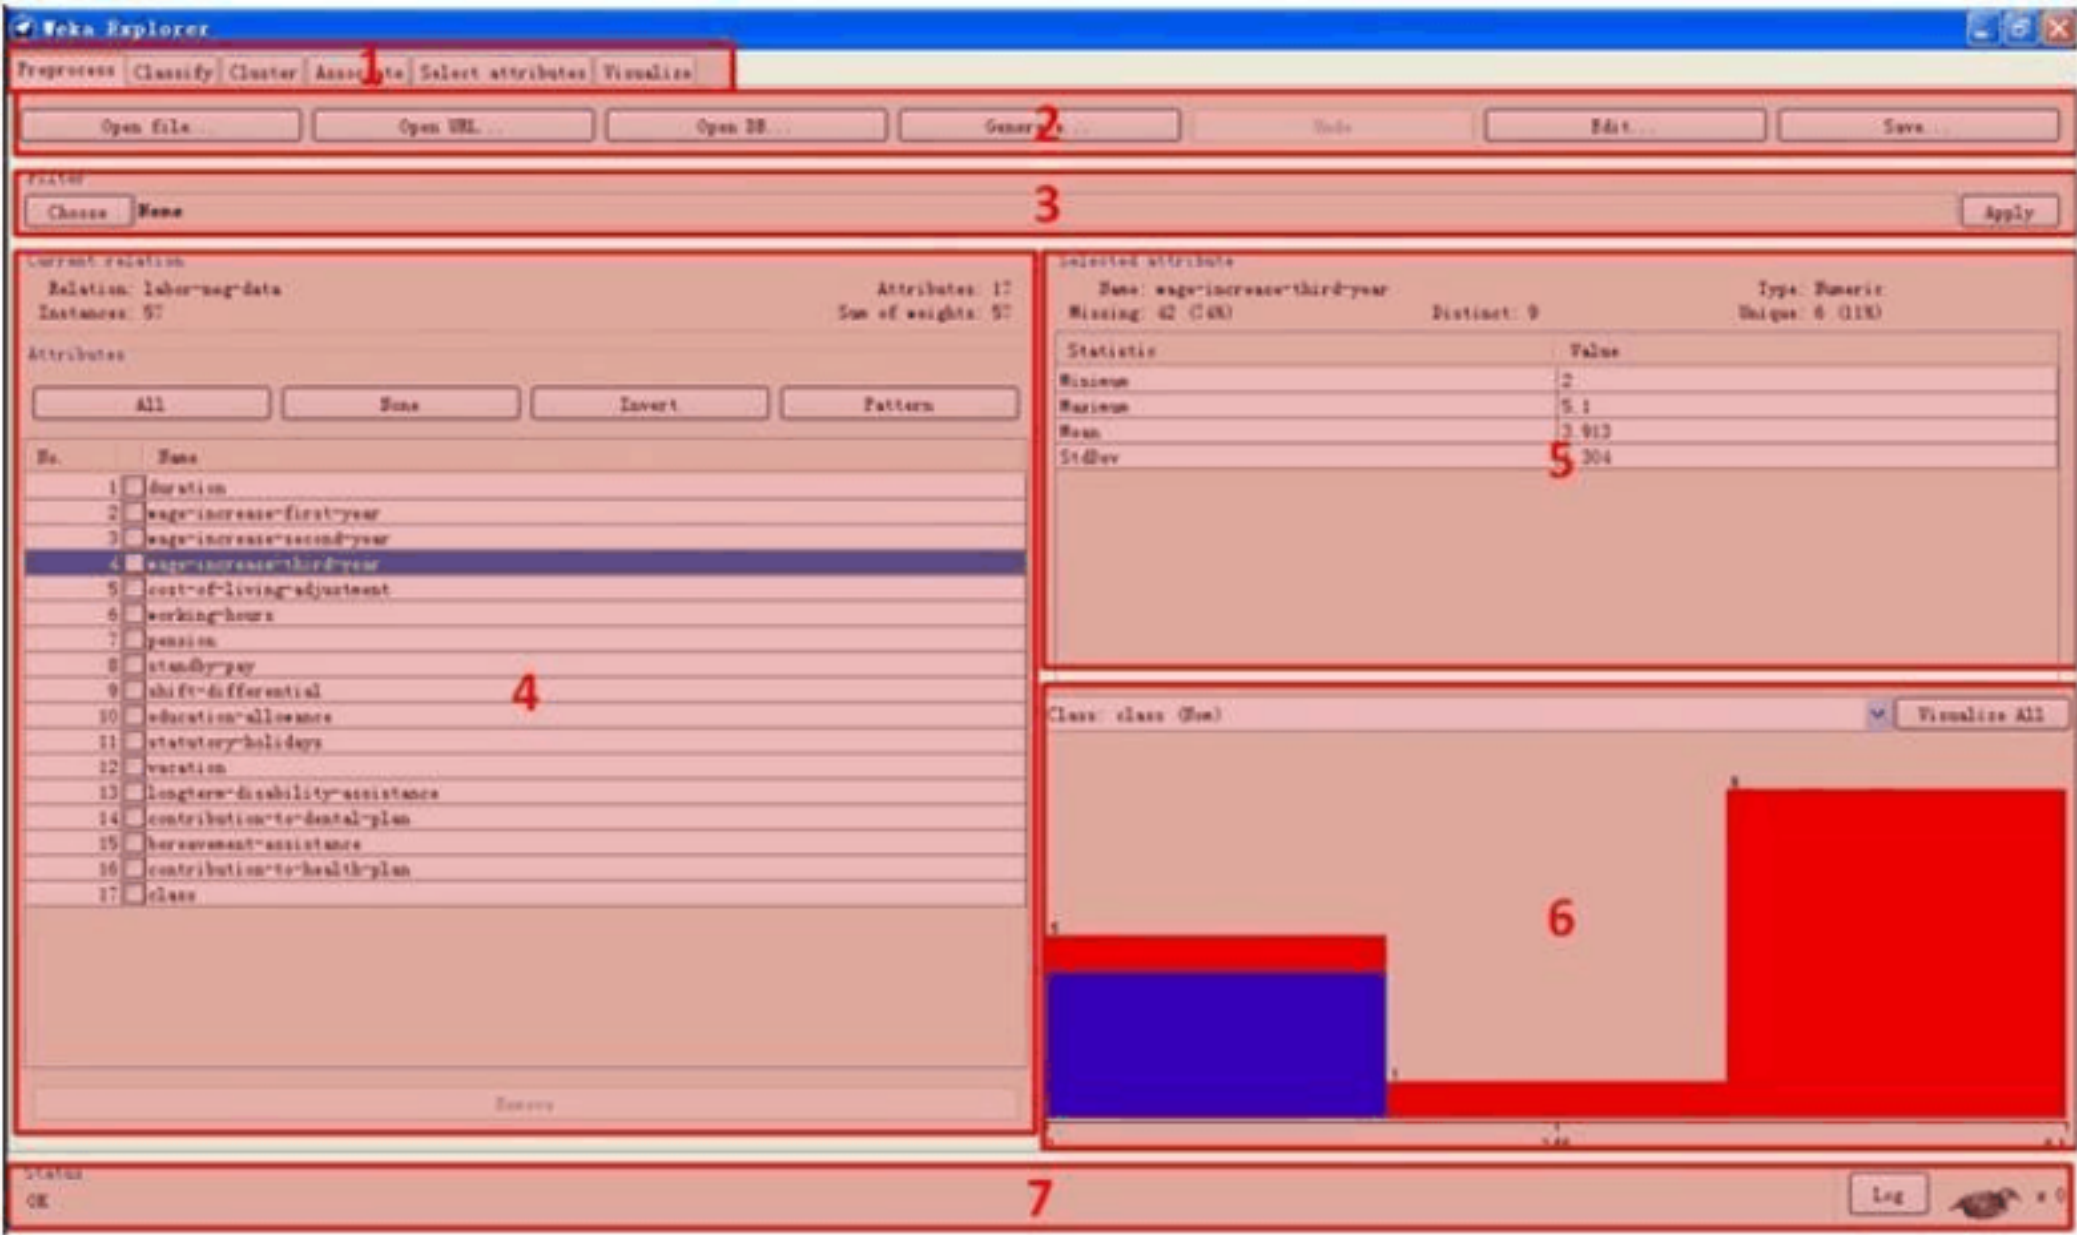 Weka Explorer
Preprocess Classify Cluster Associate Select attributes Visualize
1
Open file... Open URL... Open DB... Generate... Undo Edit... Save...
2
Filter
Choose None Apply
3
Current relation
Relation: labor-neg-data Attributes: 17
Instances: 57 Sum of weights: 57
Attributes
All None Invert Pattern
No. Name
1 duration
2 wage-increase-first-year
3 wage-increase-second-year
4 wage-increase-third-year
5 cost-of-living-adjustment
6 working-hours
7 pension
8 standby-pay
9 shift-differential
10 education-allowance
11 statutory-holidays
12 vacation
13 longterm-disability-assistance
14 contribution-to-dental-plan
15 bereavement-assistance
16 contribution-to-health-plan
17 class
4
Remove
Selected attribute
Name: wage-increase-third-year Type: Numeric
Missing: 42 (74%) Distinct: 9 Unique: 6 (11%)
Statistic Value
Minimum 2
Maximum 5.1
Mean 3.913
StdDev .304
5
Class: class (Nom) Visualize All
5
1
9
6
Status
OK
7
Log x 0